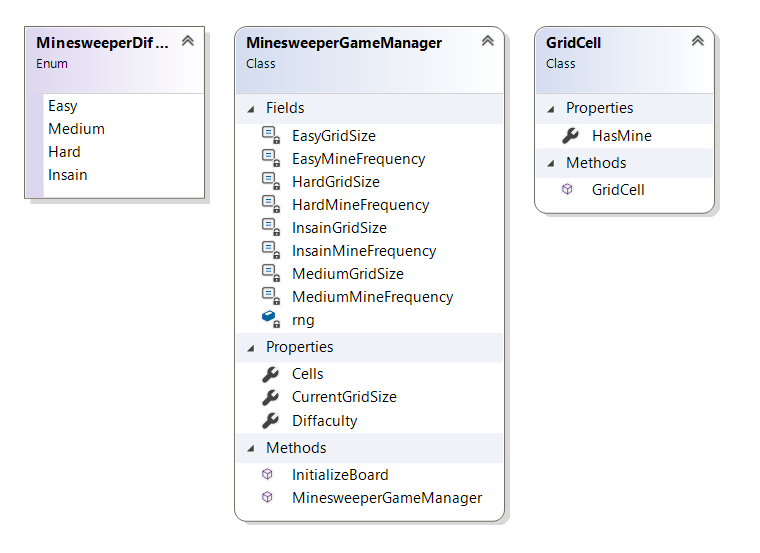 MinesweeperDif...
Enum
Easy
Medium
Hard
Insain
MinesweeperGameManager
Class
Fields
EasyGridSize
EasyMineFrequency
HardGridSize
HardMineFrequency
InsainGridSize
InsainMineFrequency
MediumGridSize
MediumMineFrequency
rng
Properties
Cells
CurrentGridSize
Diffaculty
Methods
InitializeBoard
MinesweeperGameManager
GridCell
Class
Properties
HasMine
Methods
GridCell